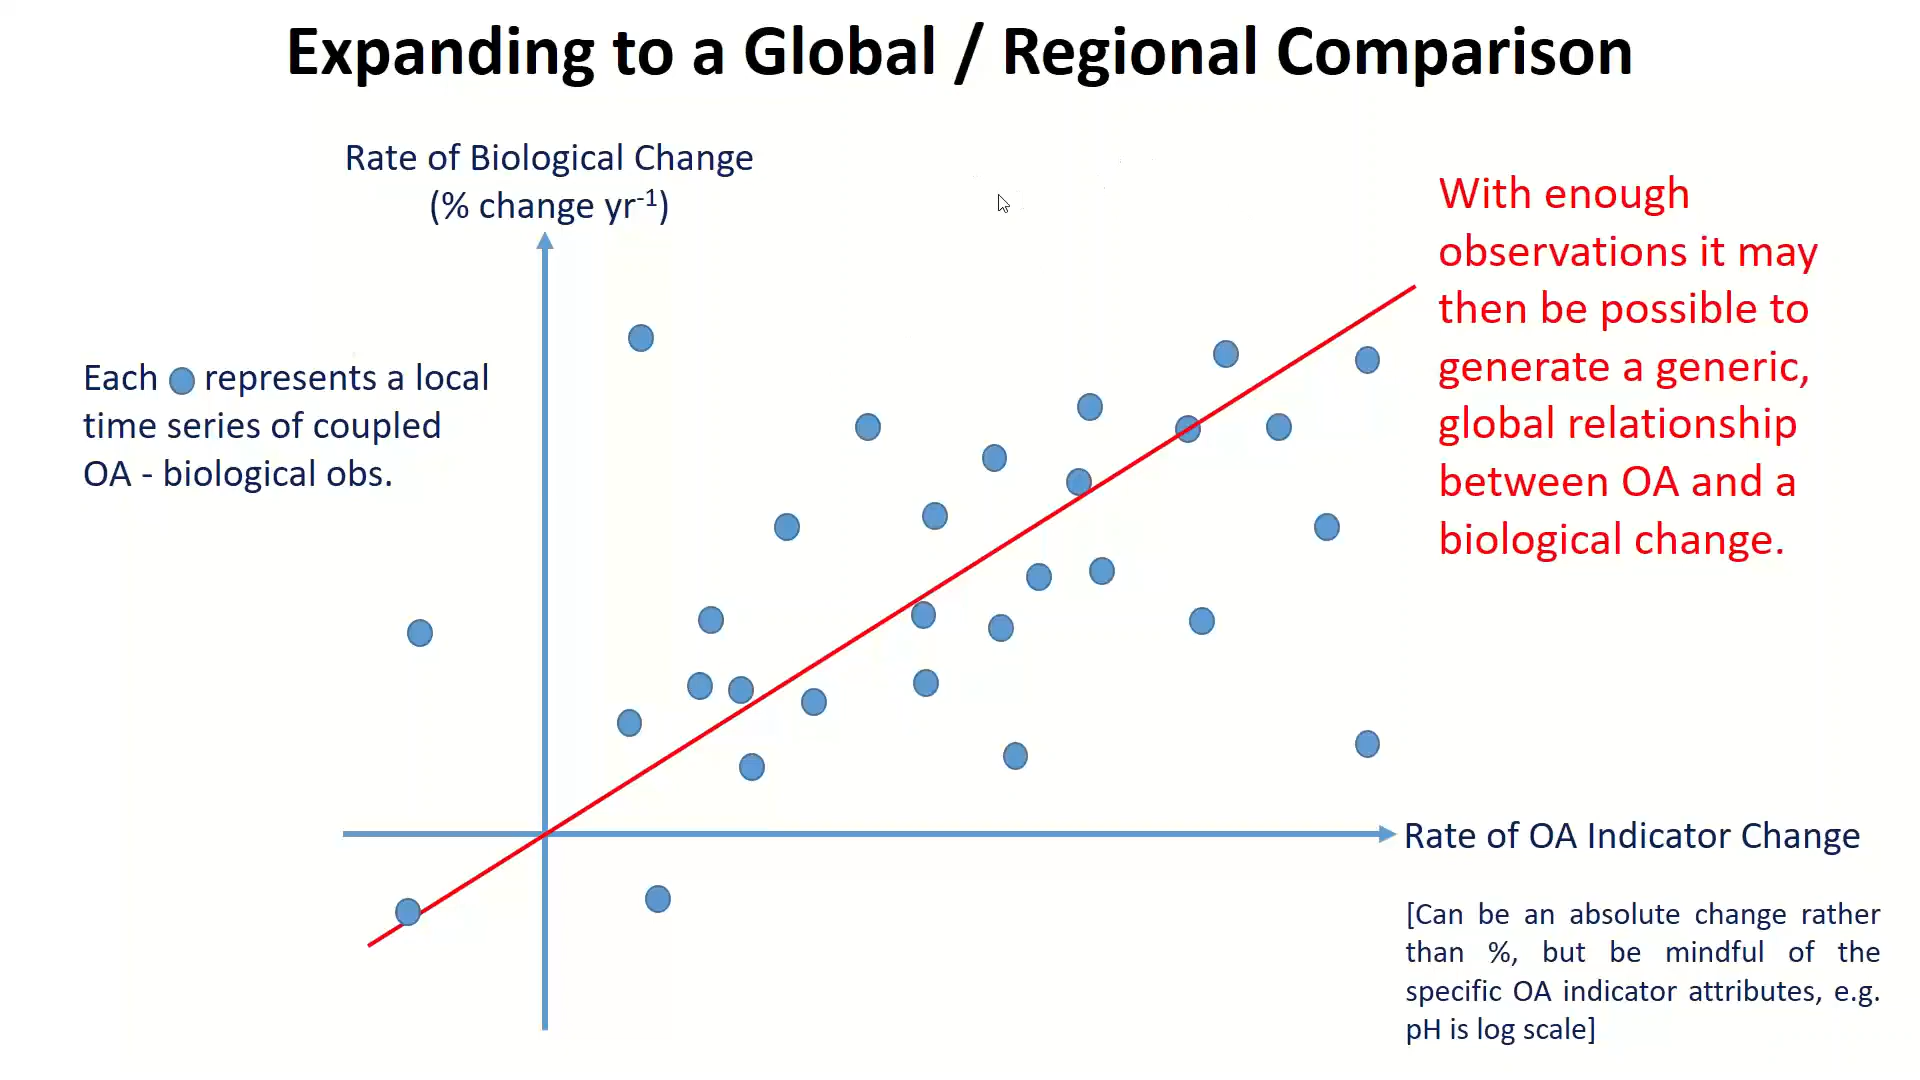 Expanding to a Global / Regional Comparison
Rate of Biological Change
(% change yr-1)
Each represents a local
time series of coupled
OA - biological obs.
With enough
observations it may
then be possible to
generate a generic,
global relationship
between OA and a
biological change.
Rate of OA Indicator Change
[Can be an absolute change rather
than %, but be mindful of the
specific OA indicator attributes, e.g.
pH is log scale]